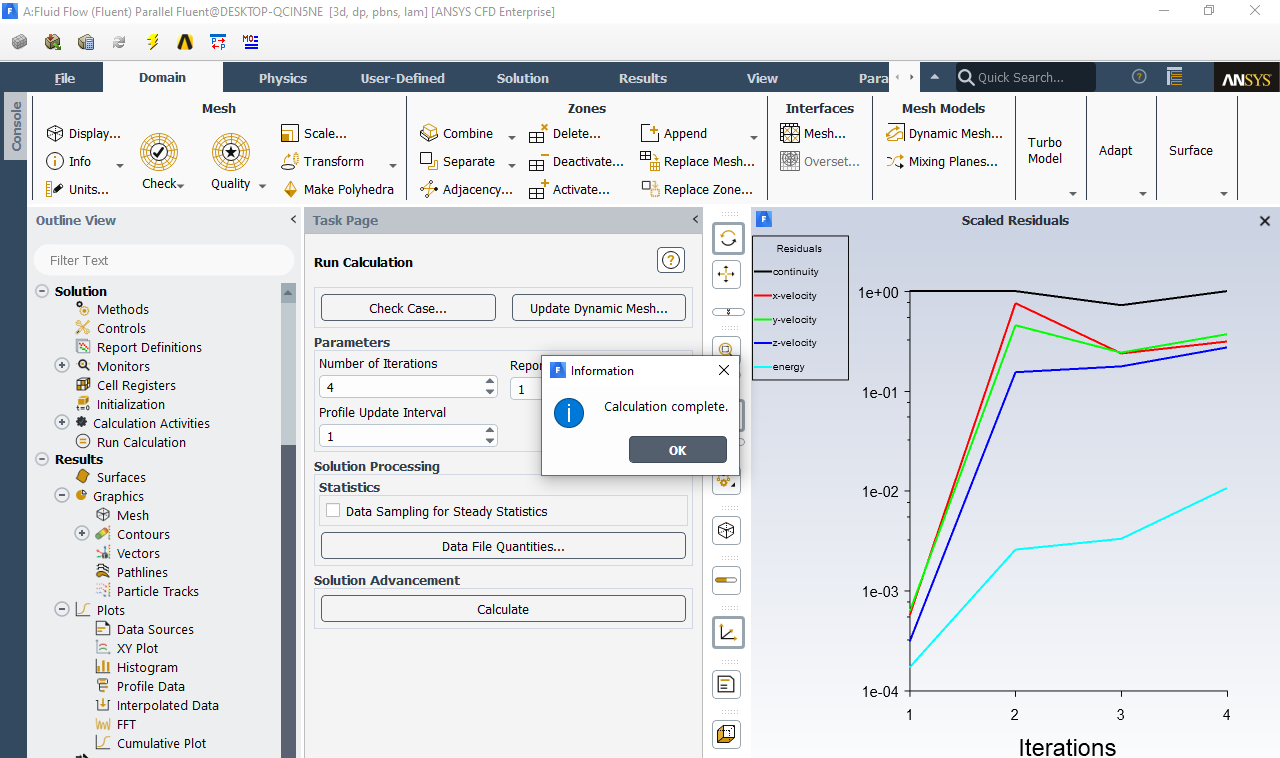 A:Fluid Flow (Fluent) Parallel Fluent@DESKTOP-QCIN5NE [3d, dp, pbns, lam] [ANSYS CFD Enterprise]
File
Domain
Physics
User-Defined
Solution
Results
View
Para
Quick Search...
ANSYS
Console
Mesh
Display...
Info
Units...
Check
Quality
Scale...
Transform
Make Polyhedra
Zones
Combine
Separate
Adjacency...
Delete...
Deactivate...
Activate...
Append
Replace Mesh...
Replace Zone...
Interfaces
Mesh...
Overset...
Mesh Models
Dynamic Mesh...
Mixing Planes...
Turbo
Model
Adapt
Surface
Outline View
Filter Text
Solution
Methods
Controls
Report Definitions
Monitors
Cell Registers
Initialization
Calculation Activities
Run Calculation
Results
Surfaces
Graphics
Mesh
Contours
Vectors
Pathlines
Particle Tracks
Plots
Data Sources
XY Plot
Histogram
Profile Data
Interpolated Data
FFT
Cumulative Plot
Task Page
Run Calculation
Check Case...
Update Dynamic Mesh...
Parameters
Number of Iterations
4
Repor
1
Profile Update Interval
1
Solution Processing
Statistics
Data Sampling for Steady Statistics
Data File Quantities...
Solution Advancement
Calculate
Information
Calculation complete.
OK
Scaled Residuals
Residuals
continuity
x-velocity
y-velocity
z-velocity
energy
1e+00
1e-01
1e-02
1e-03
1e-04
1
2
3
4
Iterations